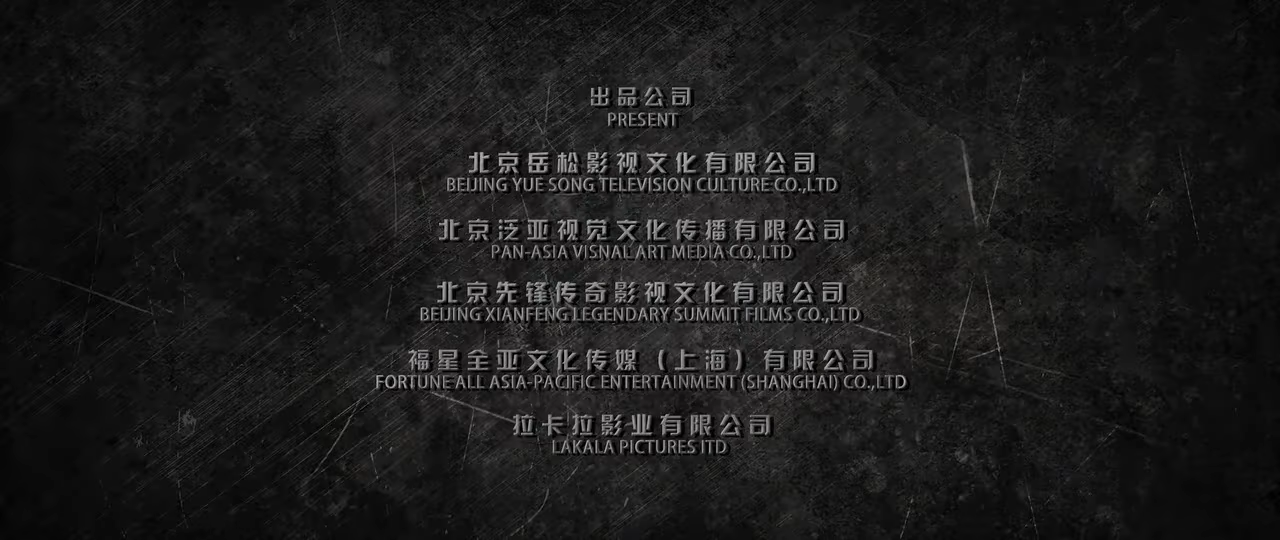 出品公司
PRESENT
北京岳松影视文化有限公司
BEIJING YUE SONG TELEVISION CULTURE CO.,LTD
北京泛亚视觉文化传播有限公司
PAN-ASIA VISNAL ART MEDIA CO.,LTD
北京先锋传奇影视文化有限公司
BEIJING XIANFENG LEGENDARY SUMMIT FILMS CO.,LTD
福星全亚文化传媒（上海）有限公司
FORTUNE ALL ASIA-PACIFIC ENTERTAINMENT (SHANGHAI) CO.,LTD
拉卡拉影业有限公司
LAKALA PICTURES lTD